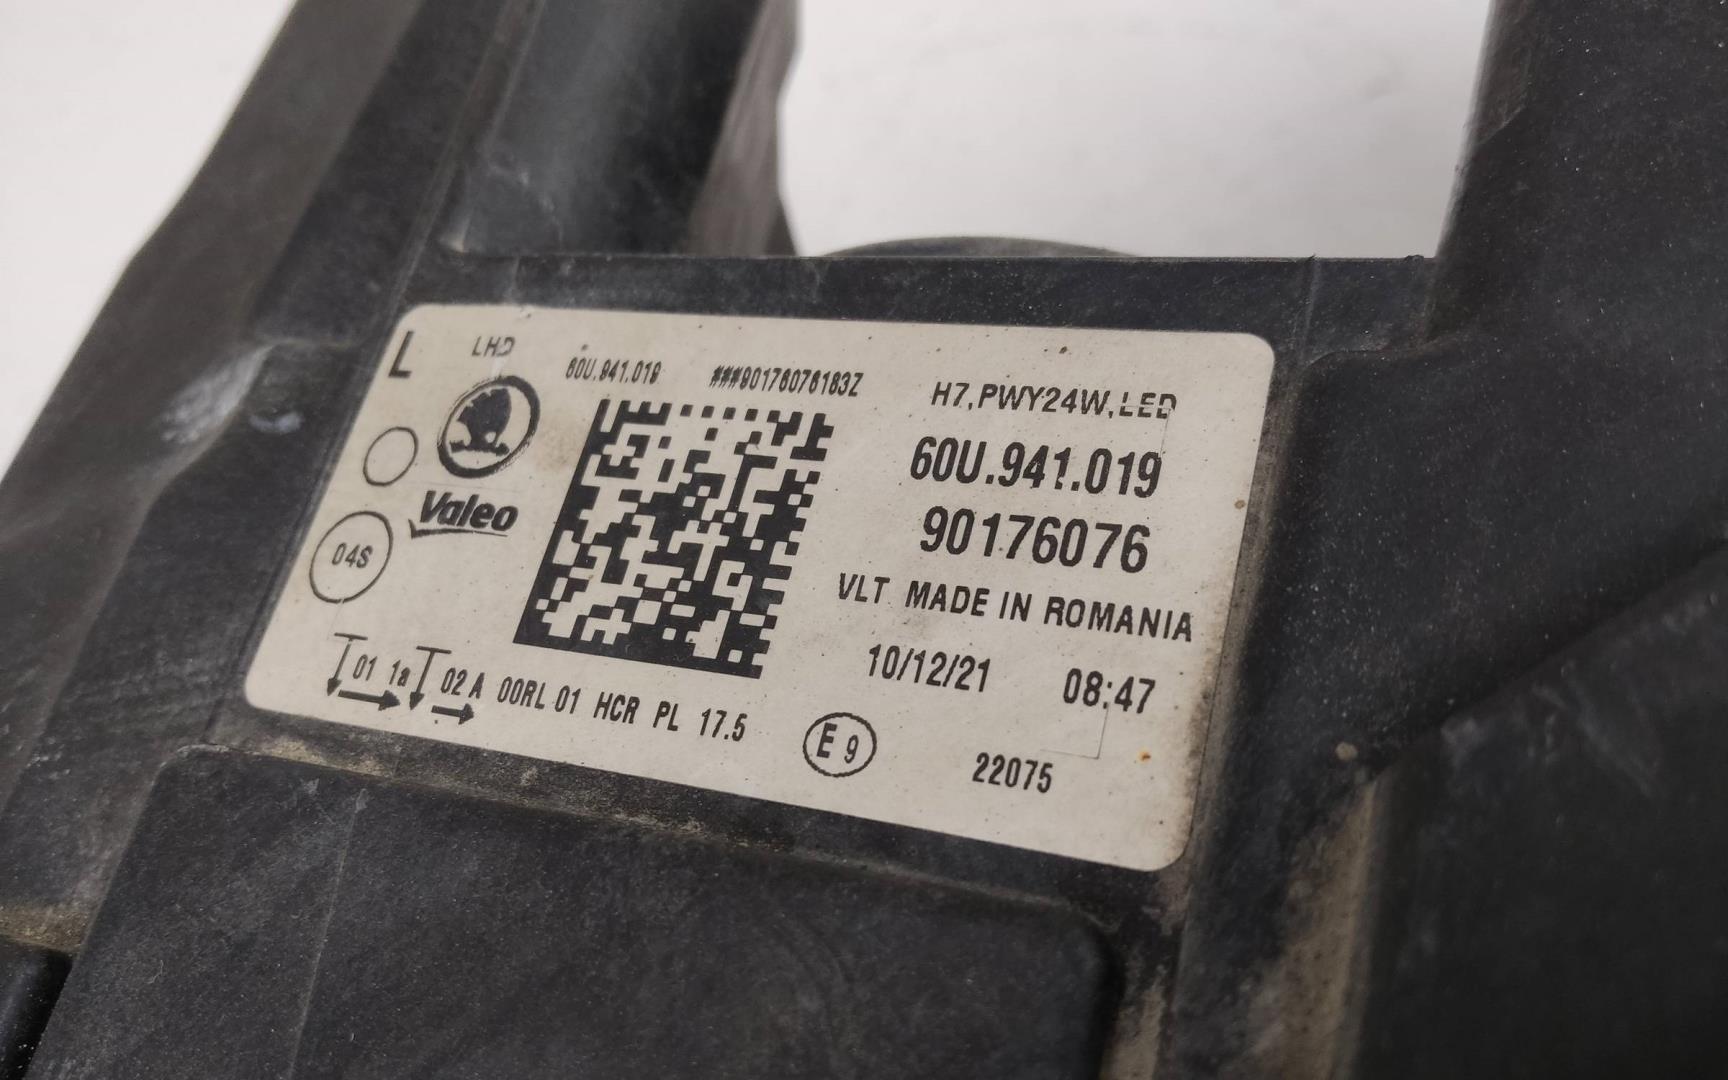 L LHD
60U.941.019 ###90176076183Z
H7,PWY24W,LED
60U.941.019
90176076
Valeo
04S
VLT MADE IN ROMANIA
10/12/21 08:47
01 1a 02 A 00RL 01 HCR PL 17.5
E 9
22075